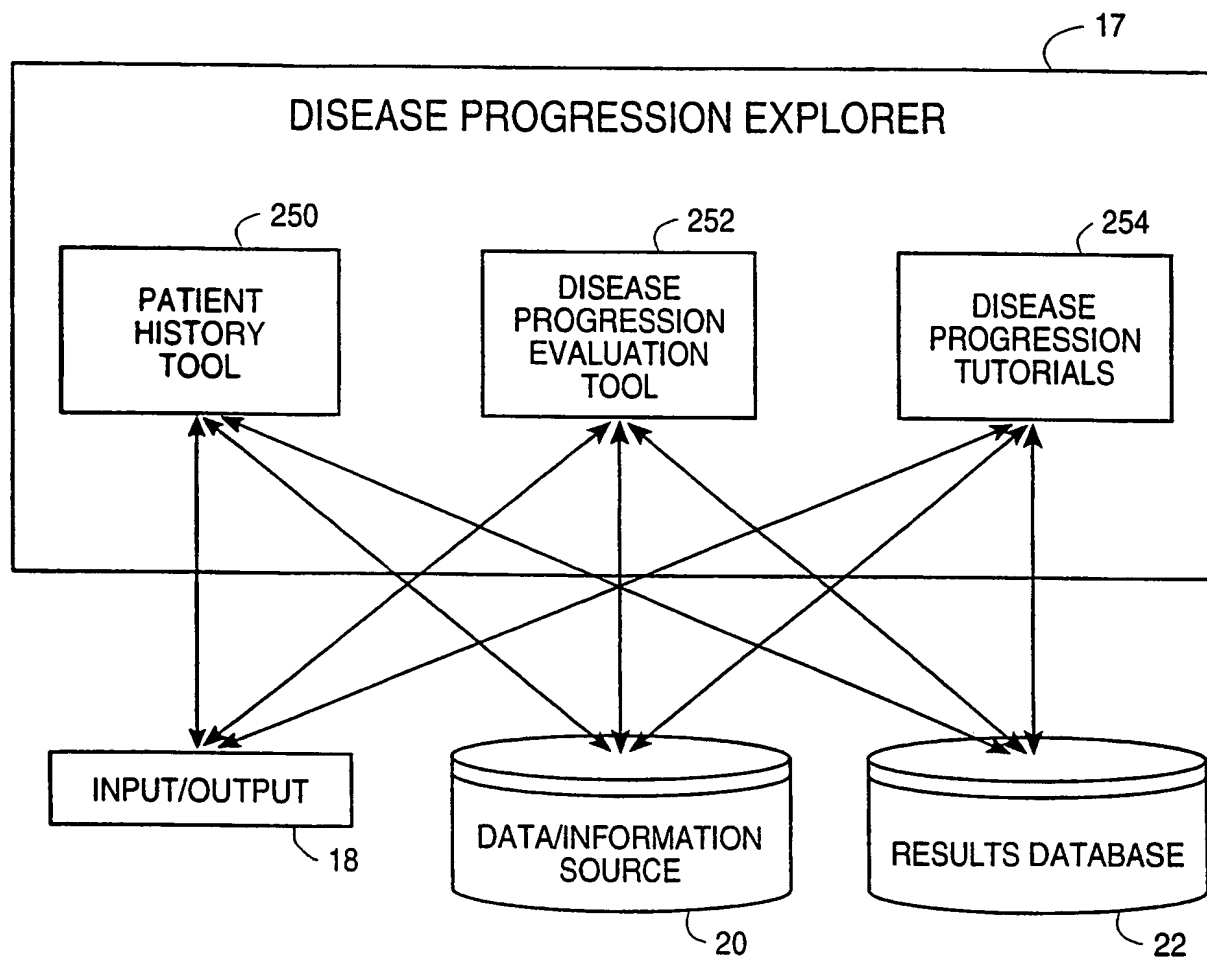 17
DISEASE PROGRESSION EXPLORER
250
PATIENT
HISTORY
TOOL
252
DISEASE
PROGRESSION
EVALUATION
TOOL
254
DISEASE
PROGRESSION
TUTORIALS
INPUT/OUTPUT
18
DATA/INFORMATION
SOURCE
20
RESULTS DATABASE
22